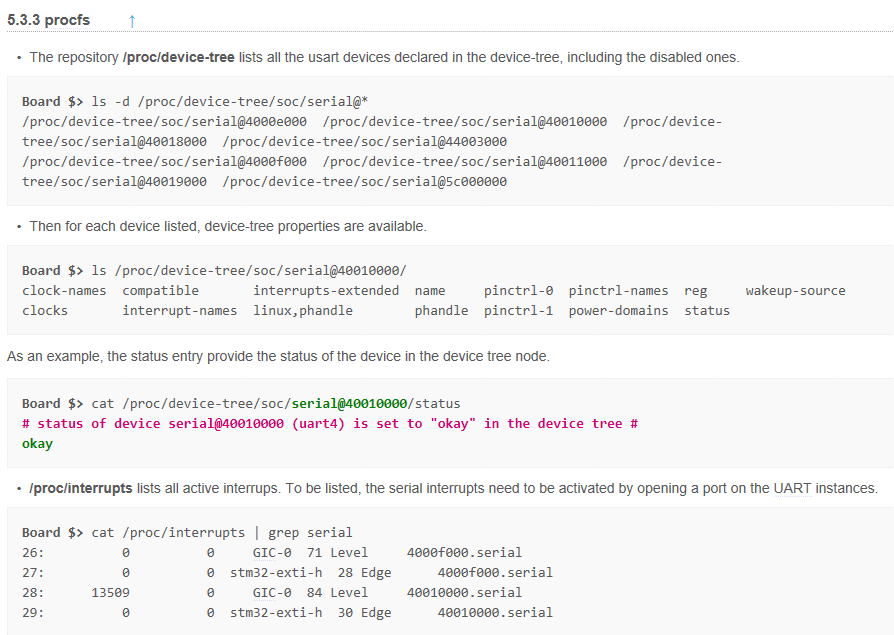 5.3.3 procfs ↑
• The repository /proc/device-tree lists all the usart devices declared in the device-tree, including the disabled ones.
Board $> ls -d /proc/device-tree/soc/serial@*
/proc/device-tree/soc/serial@4000e000  /proc/device-tree/soc/serial@40010000  /proc/device-
tree/soc/serial@40018000  /proc/device-tree/soc/serial@44003000
/proc/device-tree/soc/serial@4000f000  /proc/device-tree/soc/serial@40011000  /proc/device-
tree/soc/serial@40019000  /proc/device-tree/soc/serial@5c000000
• Then for each device listed, device-tree properties are available.
Board $> ls /proc/device-tree/soc/serial@40010000/
clock-names  compatible       interrupts-extended  name     pinctrl-0  pinctrl-names  reg     wakeup-source
clocks       interrupt-names  linux,phandle        phandle  pinctrl-1  power-domains  status
As an example, the status entry provide the status of the device in the device tree node.
Board $> cat /proc/device-tree/soc/serial@40010000/status
# status of device serial@40010000 (uart4) is set to "okay" in the device tree #
okay
• /proc/interrupts lists all active interrups. To be listed, the serial interrupts need to be activated by opening a port on the UART instances.
Board $> cat /proc/interrupts | grep serial
26:          0          0     GIC-0  71 Level     4000f000.serial
27:          0          0  stm32-exti-h  28 Edge      4000f000.serial
28:      13509          0     GIC-0  84 Level     40010000.serial
29:          0          0  stm32-exti-h  30 Edge      40010000.serial